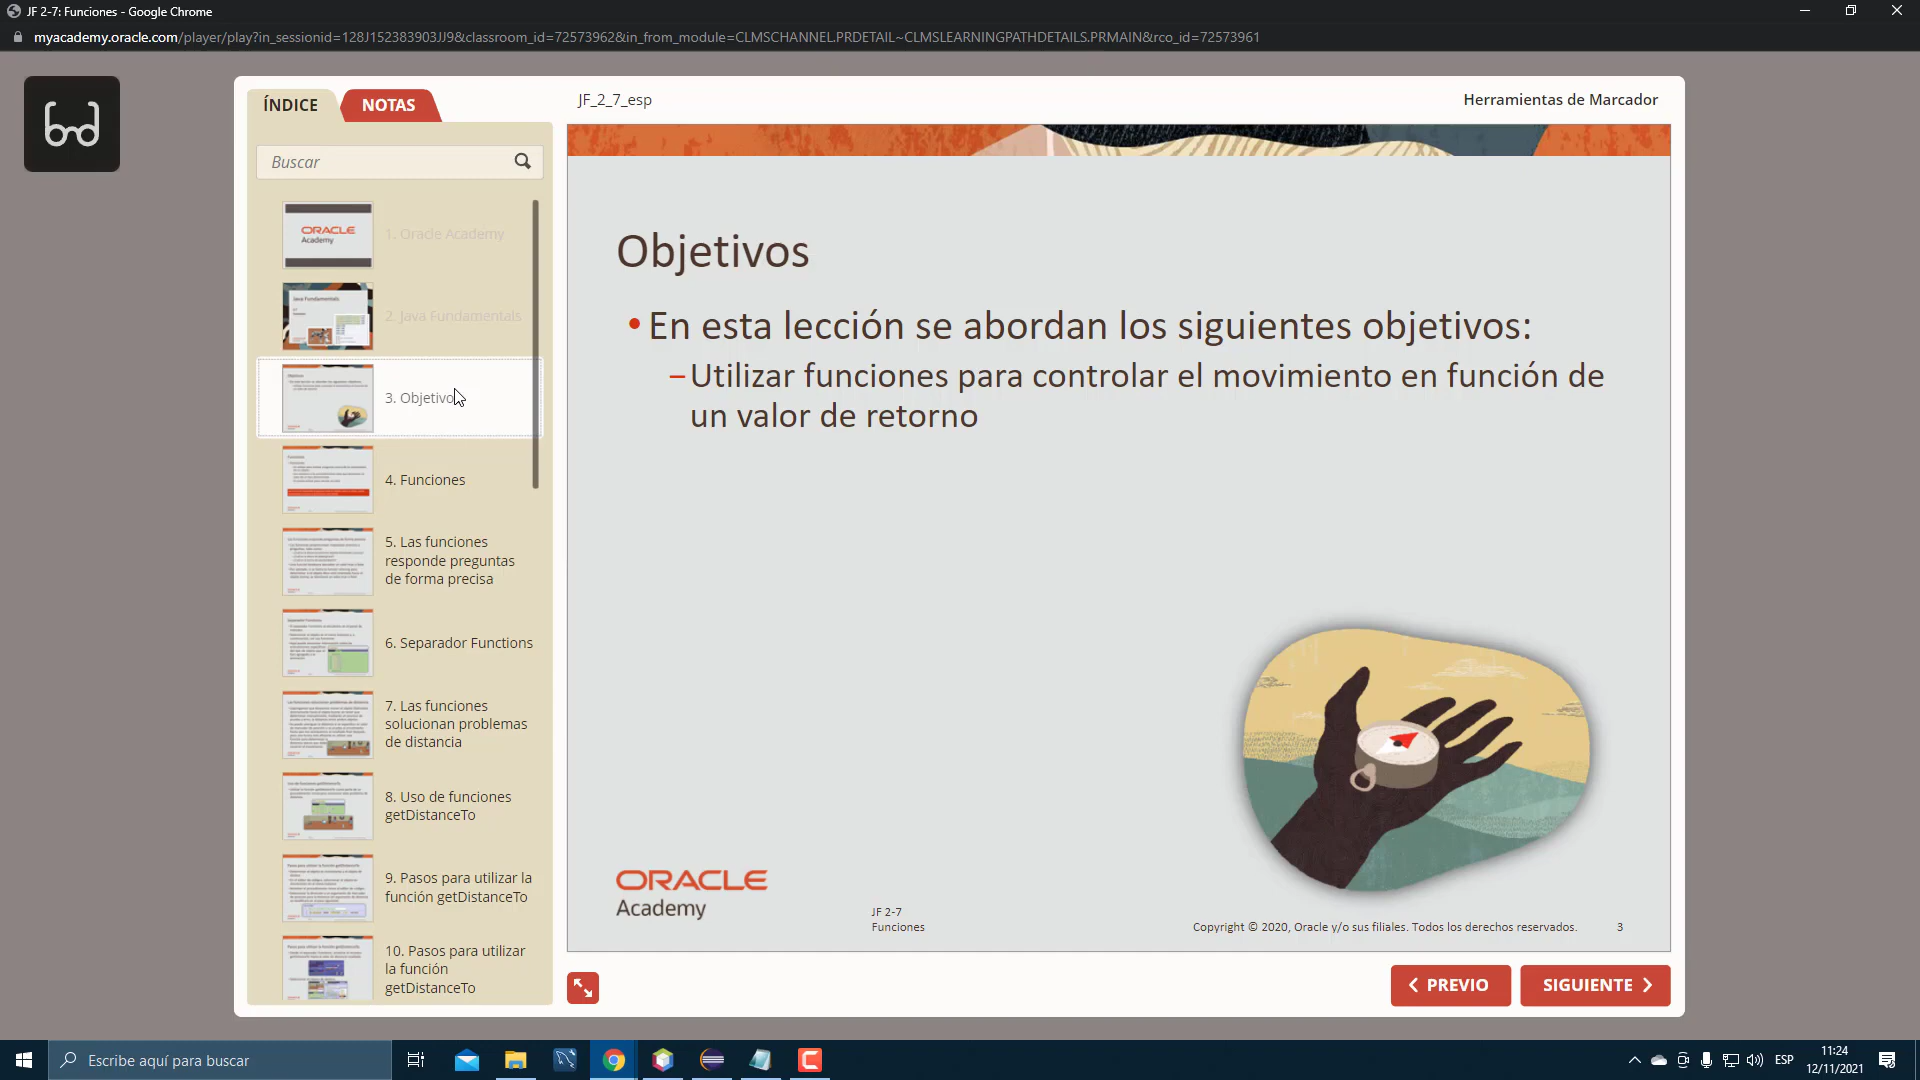 JF 2-7: Funciones - Google Chrome
myacademy.oracle.com/player/play?in_sessionid=128J152383903JJ9&classroom_id=72573962&in_from_module=CLMSCHANNEL.PRDETAIL~CLMSLEARNINGPATHDETAILS.PRMAIN&rco_id=72573961
ÍNDICE
NOTAS
JF_2_7_esp
Herramientas de Marcador
Buscar
ORACLE
Academy
1. Oracle Academy
Java Fundamentals
2. Java Fundamentals
3. Objetivo
4. Funciones
5. Las funciones
responde preguntas
de forma precisa
6. Separador Functions
7. Las funciones
solucionan problemas
de distancia
8. Uso de funciones
getDistanceTo
9. Pasos para utilizar la
función getDistanceTo
10. Pasos para utilizar
la función
getDistanceTo
Objetivos
• En esta lección se abordan los siguientes objetivos:
–Utilizar funciones para controlar el movimiento en función de
un valor de retorno
ORACLE
Academy
JF 2-7
Funciones
Copyright © 2020, Oracle y/o sus filiales. Todos los derechos reservados.
3
PREVIO
SIGUIENTE
Escribe aquí para buscar
ESP
11:24
12/11/2021